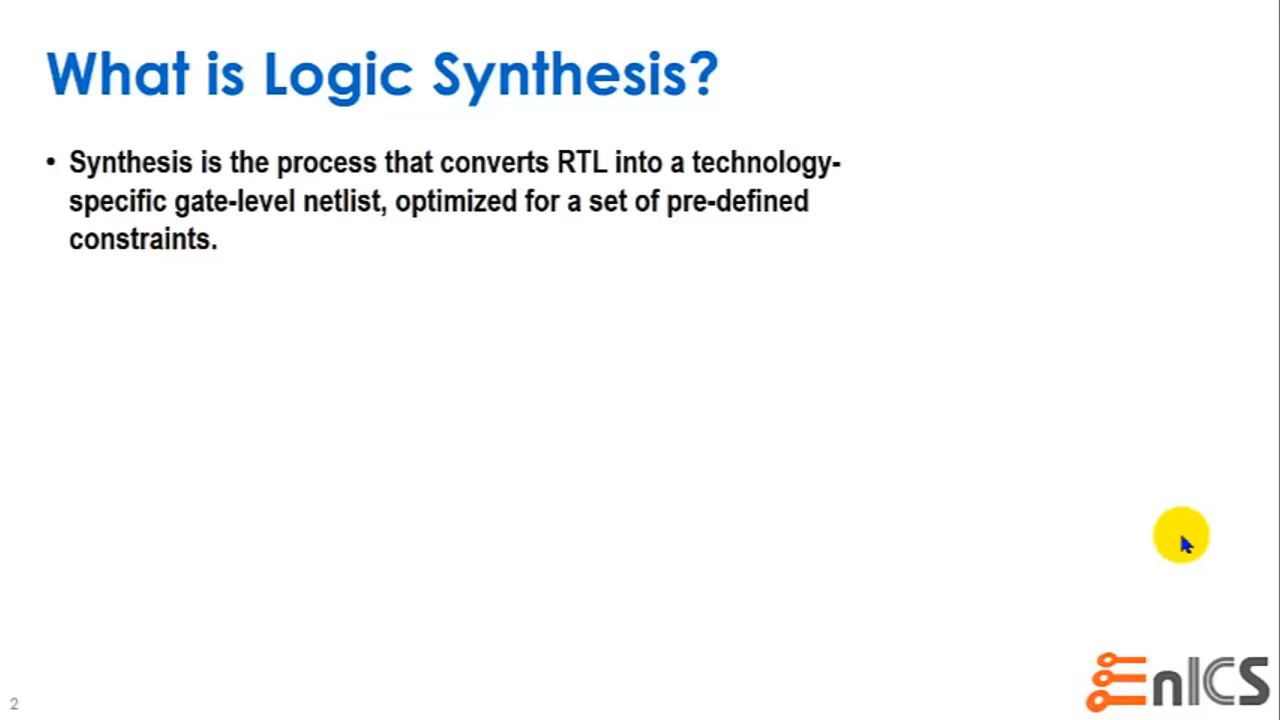 What is Logic Synthesis?
• Synthesis is the process that converts RTL into a technology-
specific gate-level netlist, optimized for a set of pre-defined
constraints.
EnICS
2